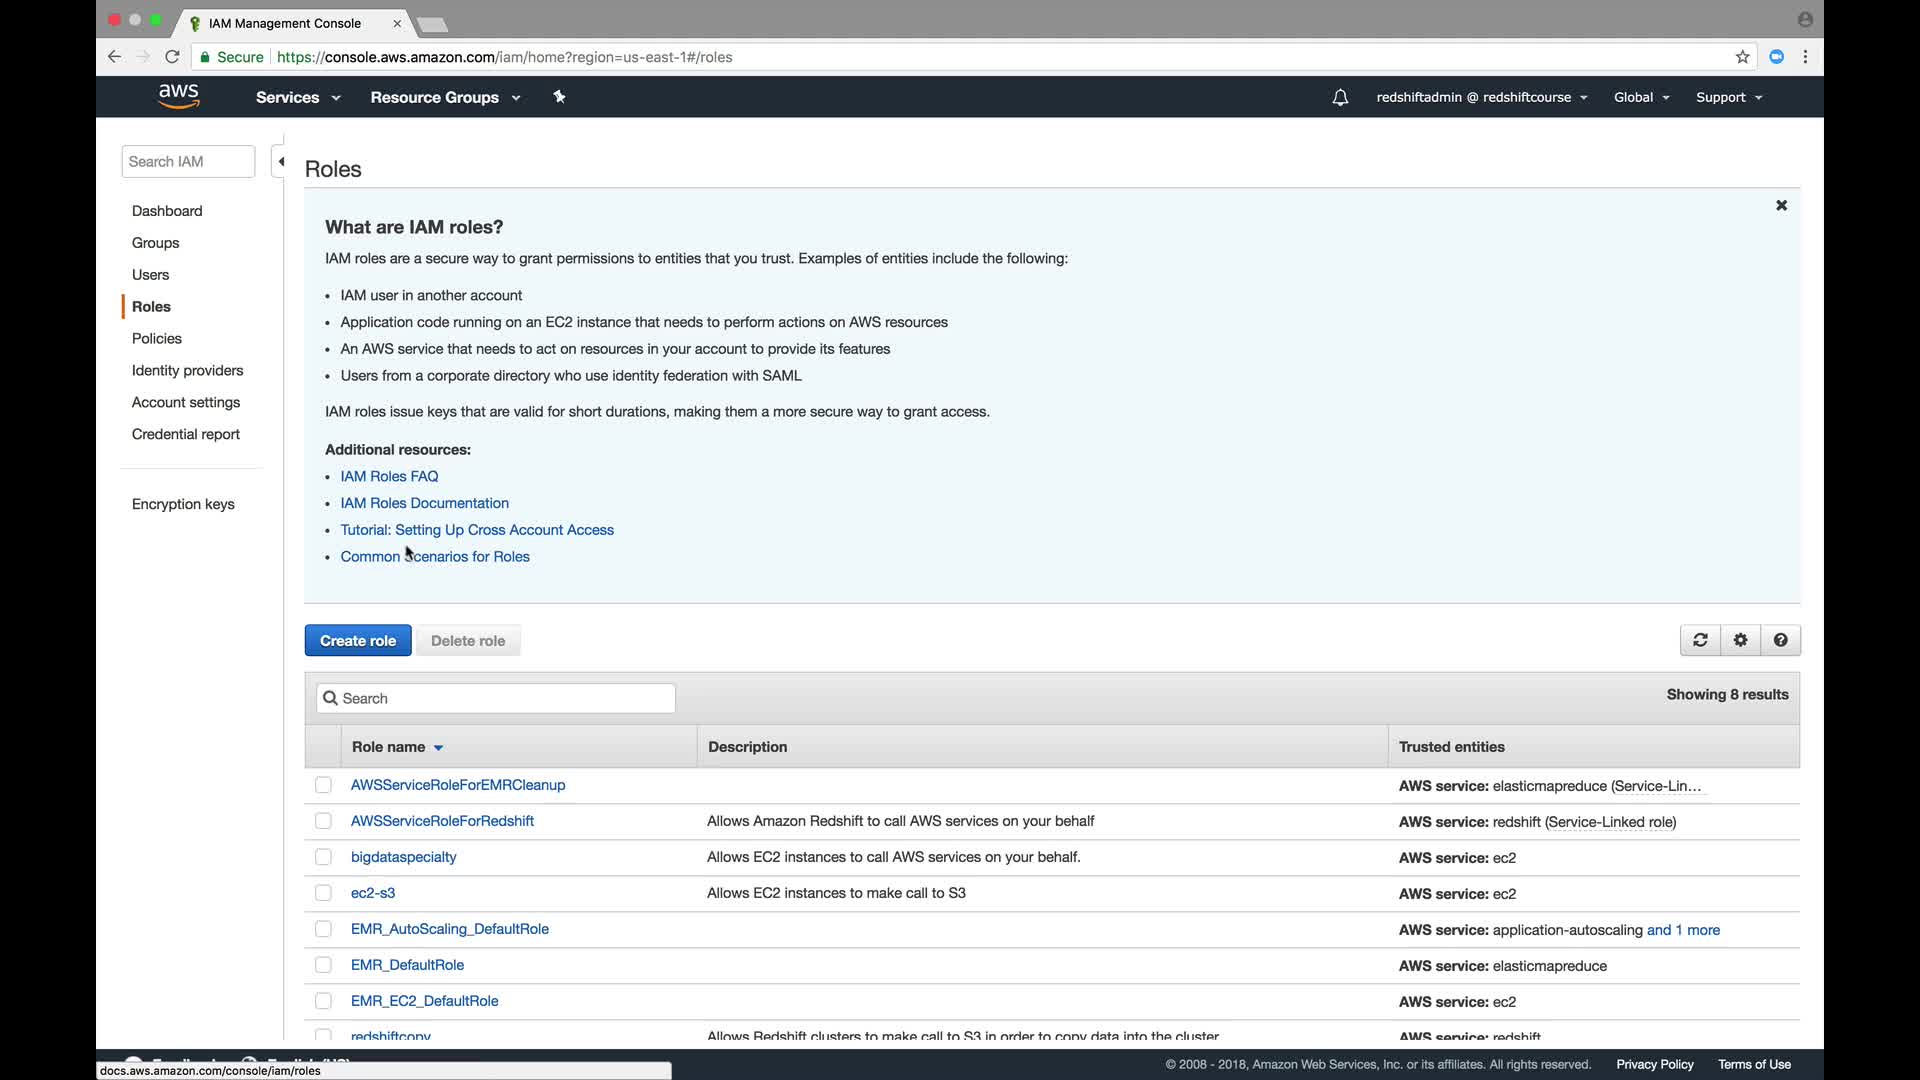 IAM Management Console
Secure https://console.aws.amazon.com/iam/home?region=us-east-1#/roles
aws Services Resource Groups redshiftadmin @ redshiftcourse Global Support
Search IAM
Dashboard
Groups
Users
Roles
Policies
Identity providers
Account settings
Credential report
Encryption keys
Roles
What are IAM roles?
IAM roles are a secure way to grant permissions to entities that you trust. Examples of entities include the following:
• IAM user in another account
• Application code running on an EC2 instance that needs to perform actions on AWS resources
• An AWS service that needs to act on resources in your account to provide its features
• Users from a corporate directory who use identity federation with SAML
IAM roles issue keys that are valid for short durations, making them a more secure way to grant access.
Additional resources:
• IAM Roles FAQ
• IAM Roles Documentation
• Tutorial: Setting Up Cross Account Access
• Common Scenarios for Roles
Create role Delete role
Search Showing 8 results
Role name Description Trusted entities
AWSServiceRoleForEMRCleanup AWS service: elasticmapreduce (Service-Lin...
AWSServiceRoleForRedshift Allows Amazon Redshift to call AWS services on your behalf AWS service: redshift (Service-Linked role)
bigdataspecialty Allows EC2 instances to call AWS services on your behalf. AWS service: ec2
ec2-s3 Allows EC2 instances to make call to S3 AWS service: ec2
EMR_AutoScaling_DefaultRole AWS service: application-autoscaling and 1 more
EMR_DefaultRole AWS service: elasticmapreduce
EMR_EC2_DefaultRole AWS service: ec2
redshiftcopy Allows Redshift clusters to make call to S3 in order to copy data into the cluster AWS service: redshift
© 2008 - 2018, Amazon Web Services, Inc. or its affiliates. All rights reserved. Privacy Policy Terms of Use
docs.aws.amazon.com/console/iam/roles